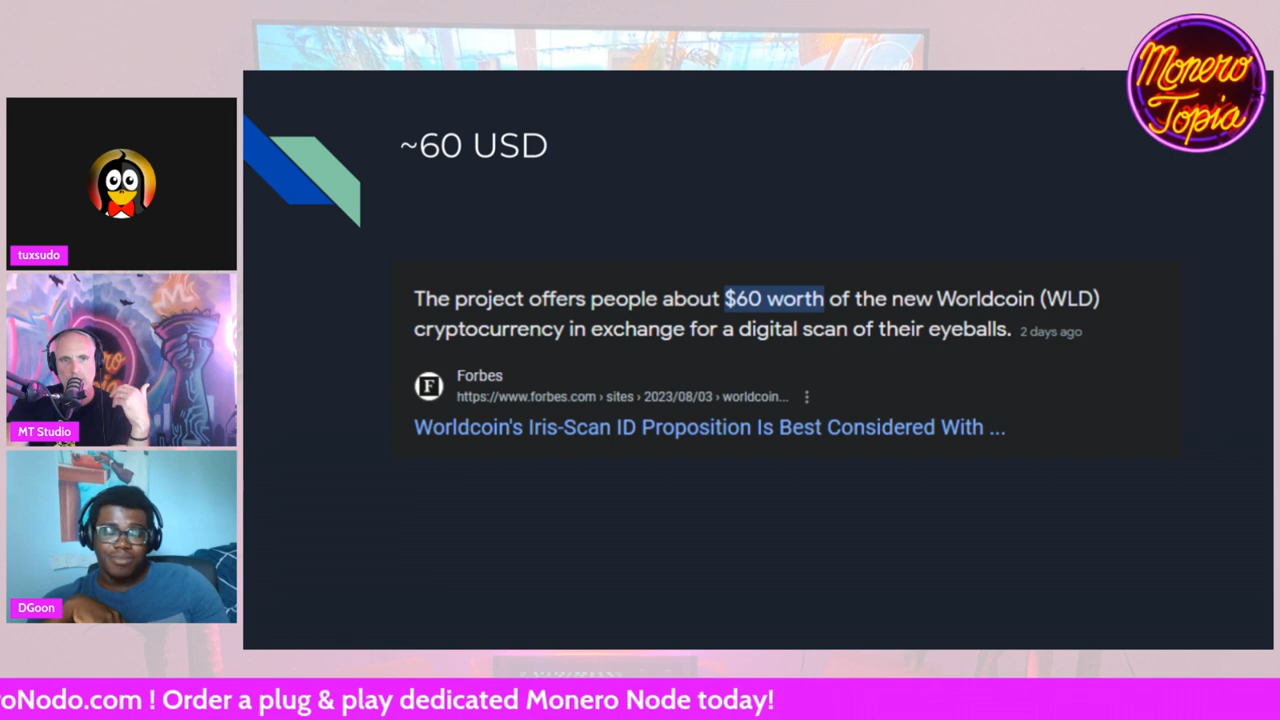 Monero
Topia
~60 USD
tuxsudo
The project offers people about $60 worth of the new Worldcoin (WLD)
cryptocurrency in exchange for a digital scan of their eyeballs. 2 days ago
F
Forbes
https://www.forbes.com › sites › 2023/08/03 › worldcoin...
Worldcoin's Iris-Scan ID Proposition Is Best Considered With ...
MT Studio
DGoon
roNodo.com ! Order a plug & play dedicated Monero Node today!